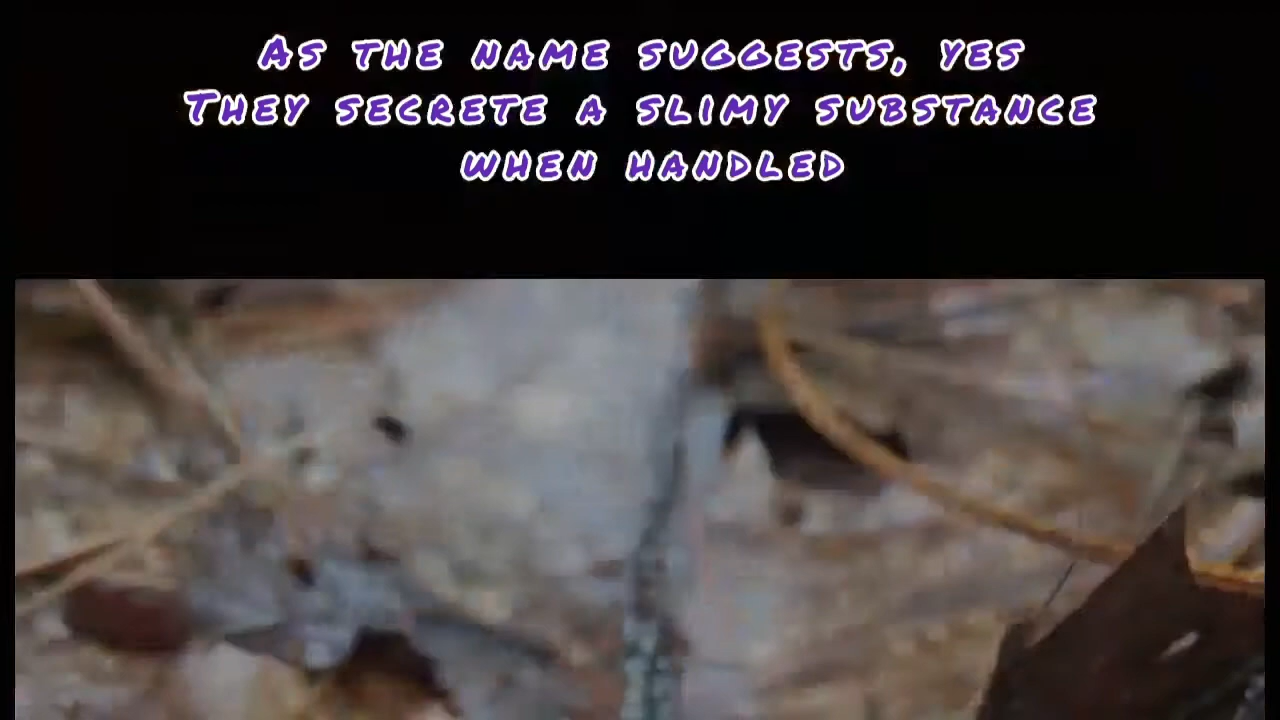 As the name suggests, yes
They secrete a slimy substance
when handled